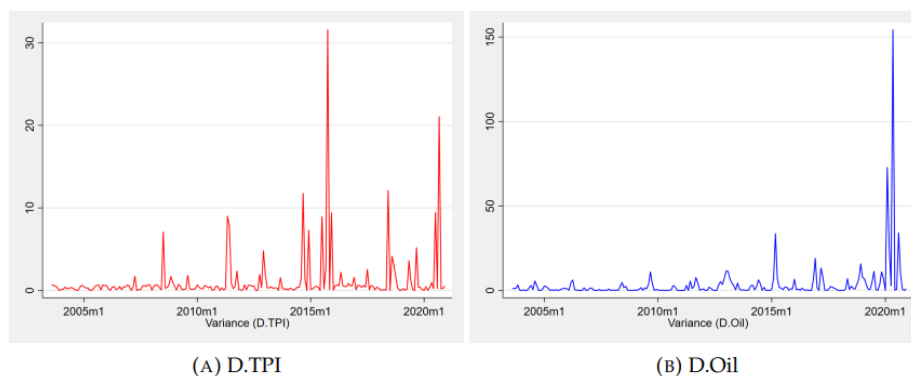 30
20
10
0
2005m1 2010m1 2015m1 2020m1
Variance (D.TPI)
(A) D.TPI
150
100
50
0
2005m1 2010m1 2015m1 2020m1
Variance (D.Oil)
(B) D.Oil